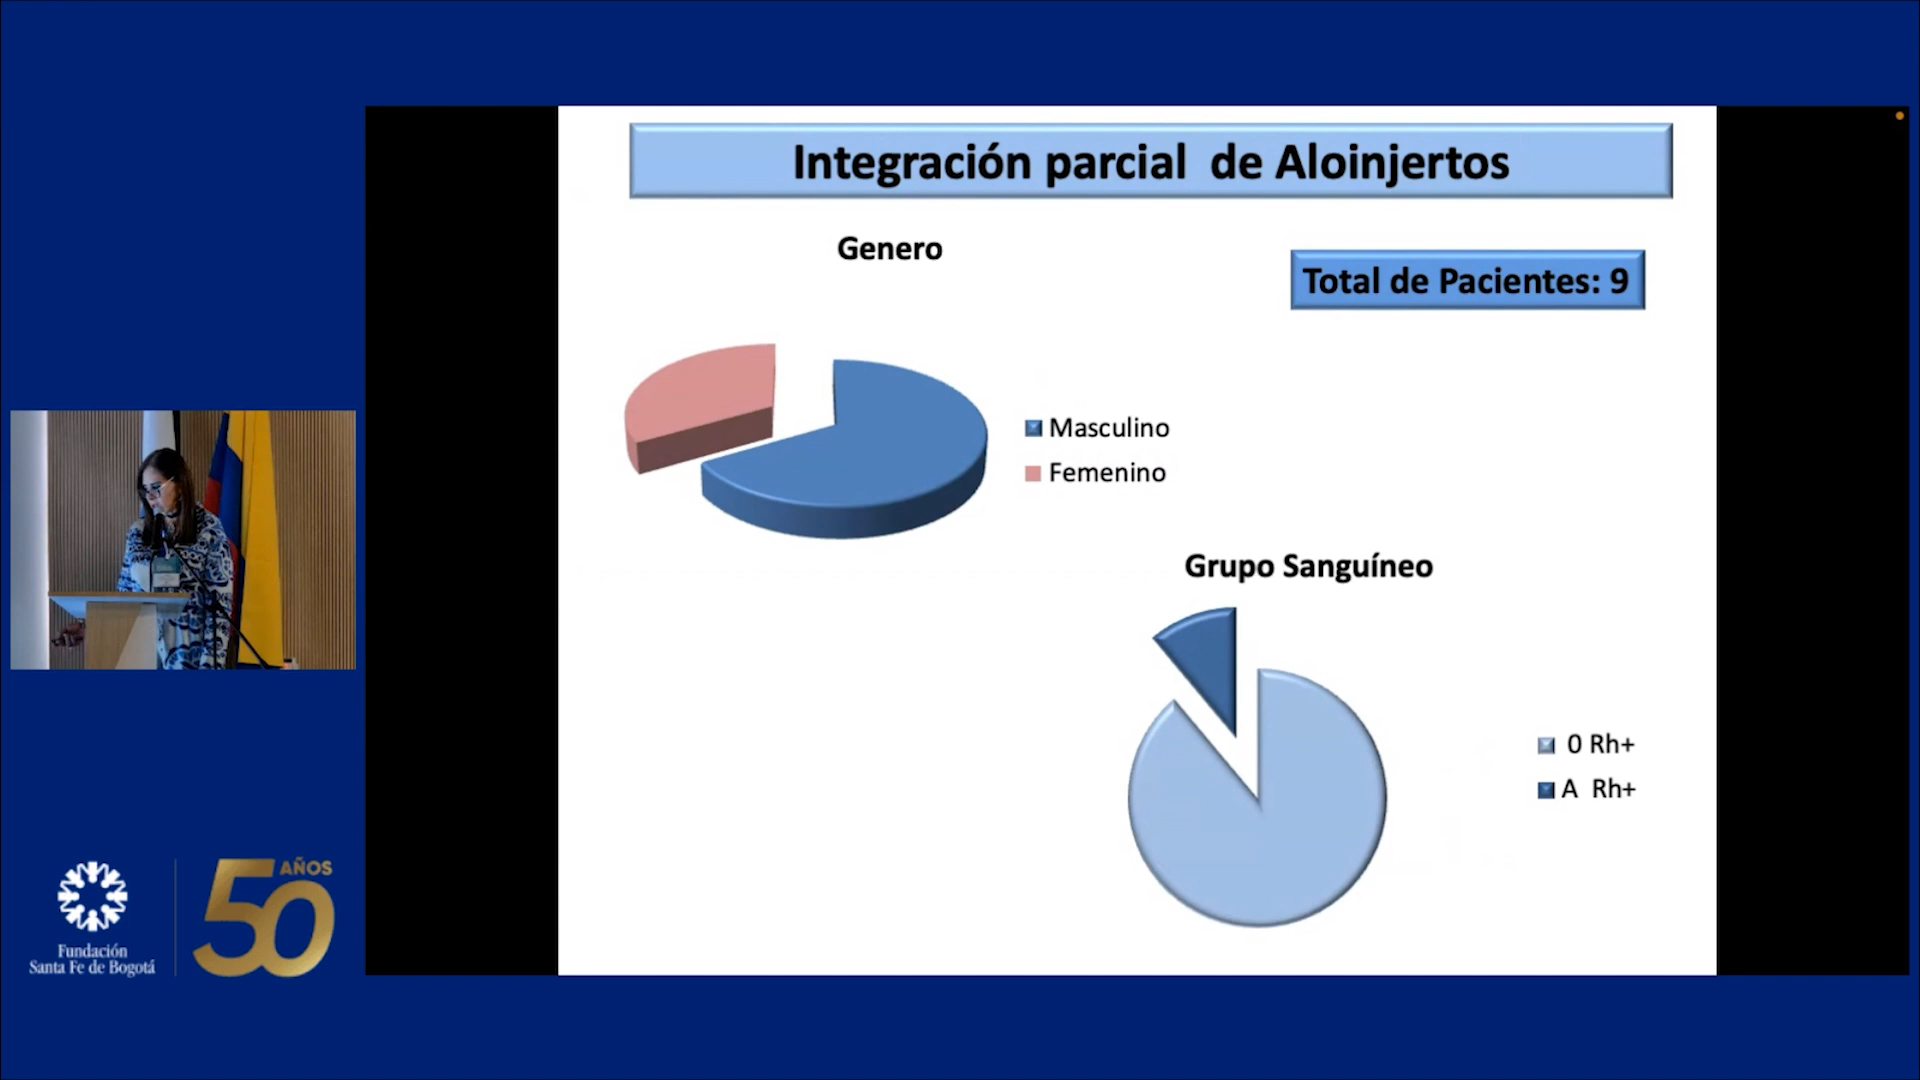 Integración parcial de Aloinjertos
Genero
Total de Pacientes: 9
Masculino
Femenino
Grupo Sanguíneo
0 Rh+
A Rh+
50 AÑOS
Fundación
Santa Fe de Bogotá